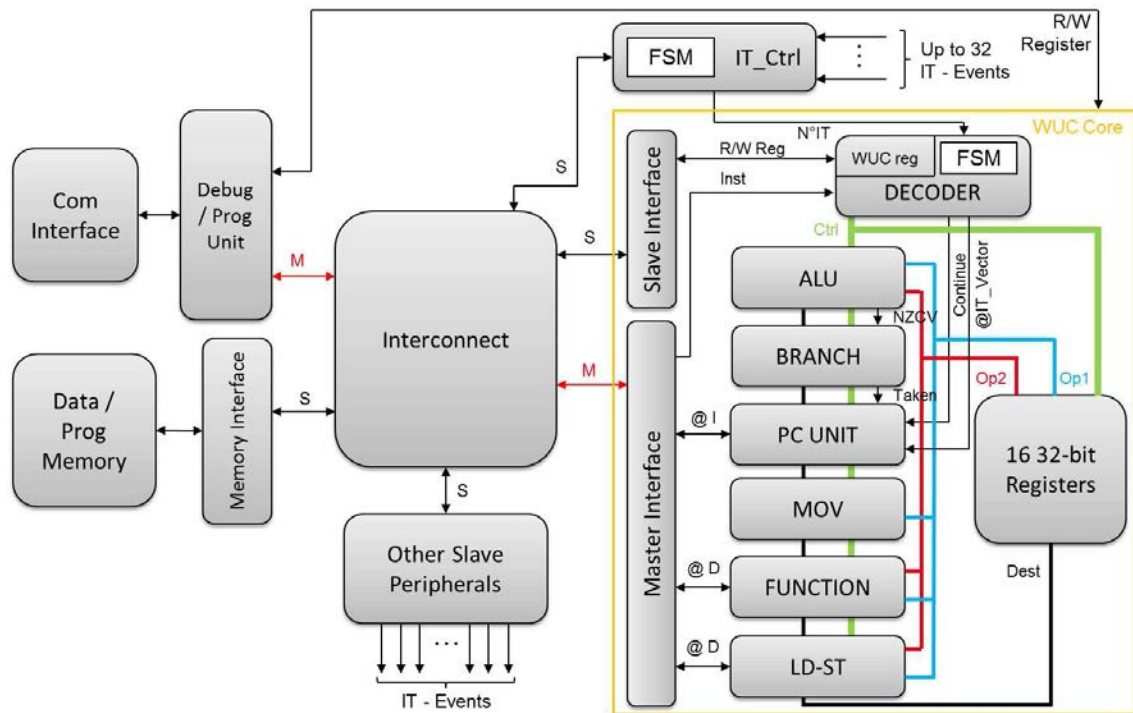 R/W
Register
FSM
IT_Ctrl
Up to 32
IT - Events
WUC Core
N°IT
R/W Reg
WUC reg
FSM
DECODER
Inst
S
Com
Interface
Debug
/ Prog
Unit
M
S
Slave Interface
Ctrl
Continue
@IT_Vector
ALU
NZCV
Interconnect
BRANCH
Taken
Op2
Op1
M
Data /
Prog
Memory
Memory Interface
S
Master Interface
@ I
PC UNIT
16 32-bit
Registers
S
MOV
Other Slave
Peripherals
@ D
FUNCTION
Dest
@ D
LD-ST
...
IT - Events